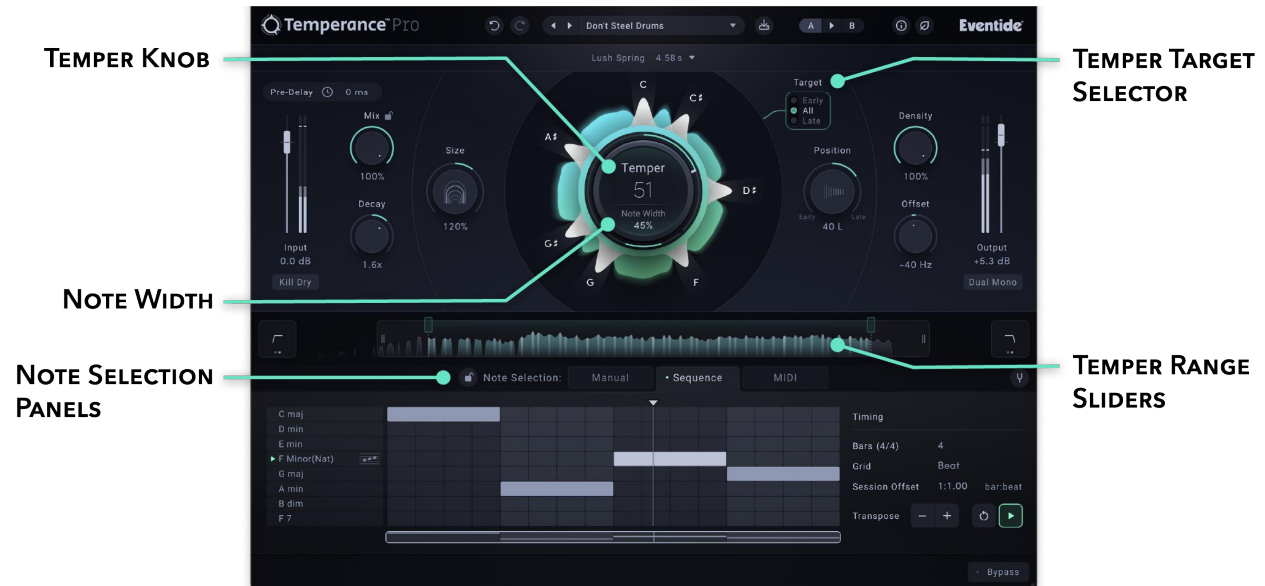 Temperance™ Pro
Don't Steel Drums
A B
Eventide®
Lush Spring 4.58 s
TEMPER KNOB
TEMPER TARGET
SELECTOR
Pre-Delay 0 ms
Target
Early
All
Late
C
C♯
D♯
F
G
G♯
A♯
Mix
100%
Decay
1.6x
Size
120%
Input
0.0 dB
Kill Dry
Temper
51
Note Width
45%
Position
Early Late
40 L
Density
100%
Offset
-40 Hz
Output
+5.3 dB
Dual Mono
NOTE WIDTH
NOTE SELECTION
PANELS
TEMPER RANGE
SLIDERS
Note Selection: Manual Sequence MIDI
C maj
D min
E min
F Minor(Nat)
G maj
A min
B dim
F 7
Timing
Bars (4/4) 4
Grid Beat
Session Offset 1:1.00 bar:beat
Transpose − +
Bypass